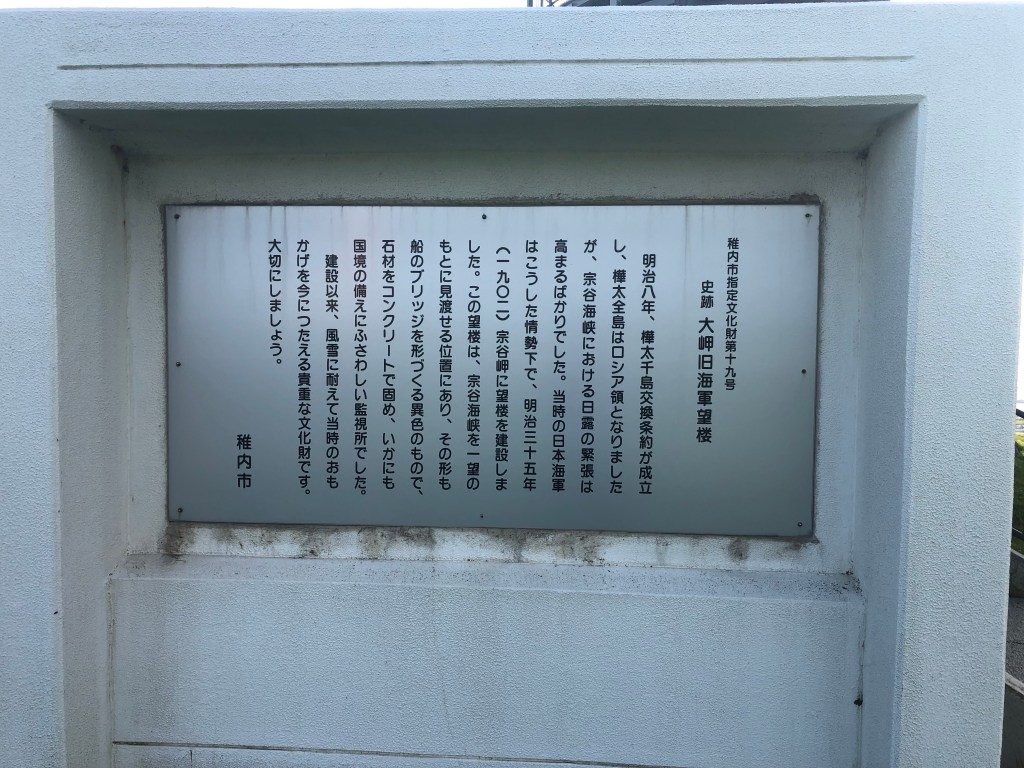 稚内市指定文化財第十九号
史跡 大岬旧海軍望楼
明治八年、樺太千島交換条約が成立
し、樺太全島はロシア領となりました
が、宗谷海峡における日露の緊張は
高まるばかりでした。当時の日本海軍
はこうした情勢下で、明治三十五年
(一九〇二)宗谷岬に望楼を建設しま
した。この望楼は、宗谷海峡を一望の
もとに見渡せる位置にあり、その形も
船のブリッジを形づくる異色のもので、
石材をコンクリートで固め、いかにも
国境の備えにふさわしい監視所でした。
建設以来、風雪に耐えて当時のおも
かげを今につたえる貴重な文化財です。
大切にしましょう。
稚内市